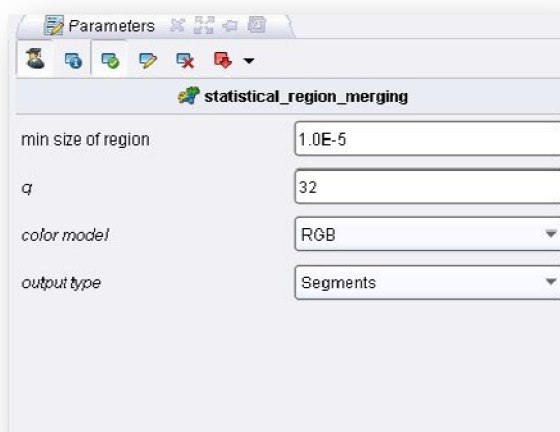 Parameters
statistical_region_merging
min size of region 1.0E-5
q 32
color model RGB
output type Segments